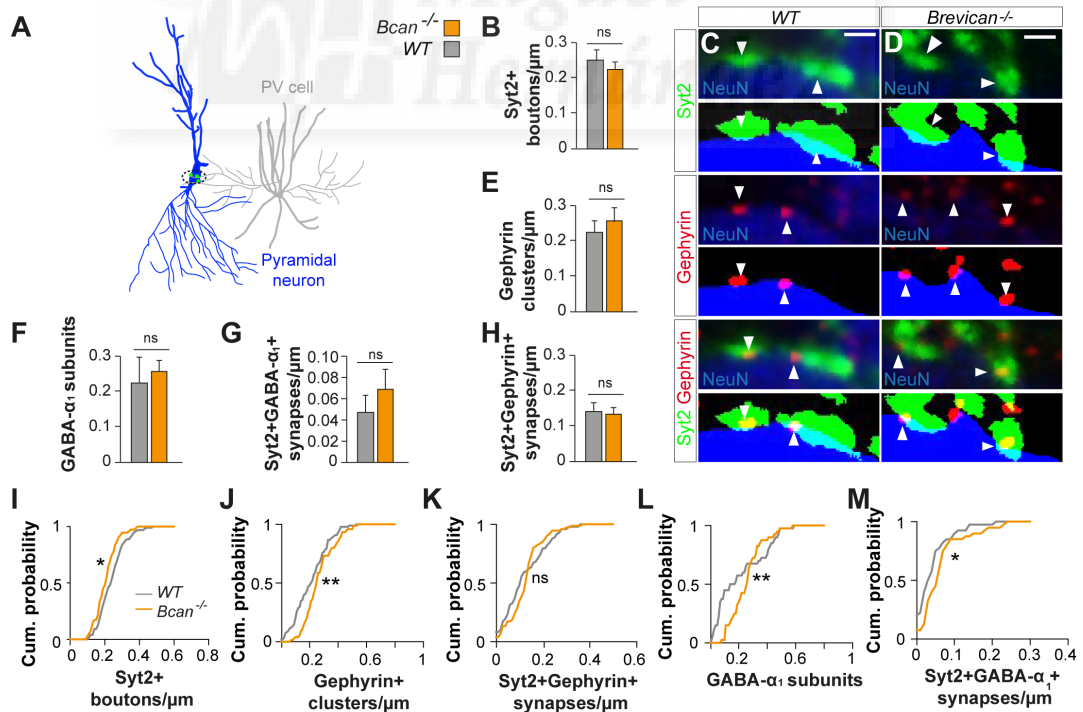 A
Bcan -/-
WT
PV cell
Pyramidal
neuron
B
ns
Syt2+
boutons/µm
0.3
0.2
0.1
0
WT
Brevican-/-
C
D
Syt2
NeuN
NeuN
E
ns
Gephyrin
clusters/µm
0.3
0.2
0.1
0
Gephyrin
NeuN
NeuN
F
ns
GABA-α1 subunits
0.3
0.2
0.1
0
G
ns
Syt2+GABA-α1+
synapses/µm
0.10
0.08
0.06
0.04
0.02
0.00
H
ns
Syt2+Gephyrin+
synapses/µm
0.3
0.2
0.1
0
Syt2 Gephyrin
NeuN
NeuN
I
Cum. probability
1
0.5
0
*
WT
Bcan -/-
0 0.2 0.4 0.6 0.8
Syt2+
boutons/µm
J
Cum. probability
1
0.5
0
**
0.2 0.6 1
Gephyrin+
clusters/µm
K
Cum. probability
1
0.5
0
ns
0 0.2 0.4 0.6
Syt2+Gephyrin+
synapses/µm
L
Cum. probability
1
0.5
0
**
0 0.3 0.6 1
GABA-α1 subunits
M
Cum. probability
1
0.5
0
*
0 0.1 0.2 0.3 0.4
Syt2+GABA-α1+
synapses/µm